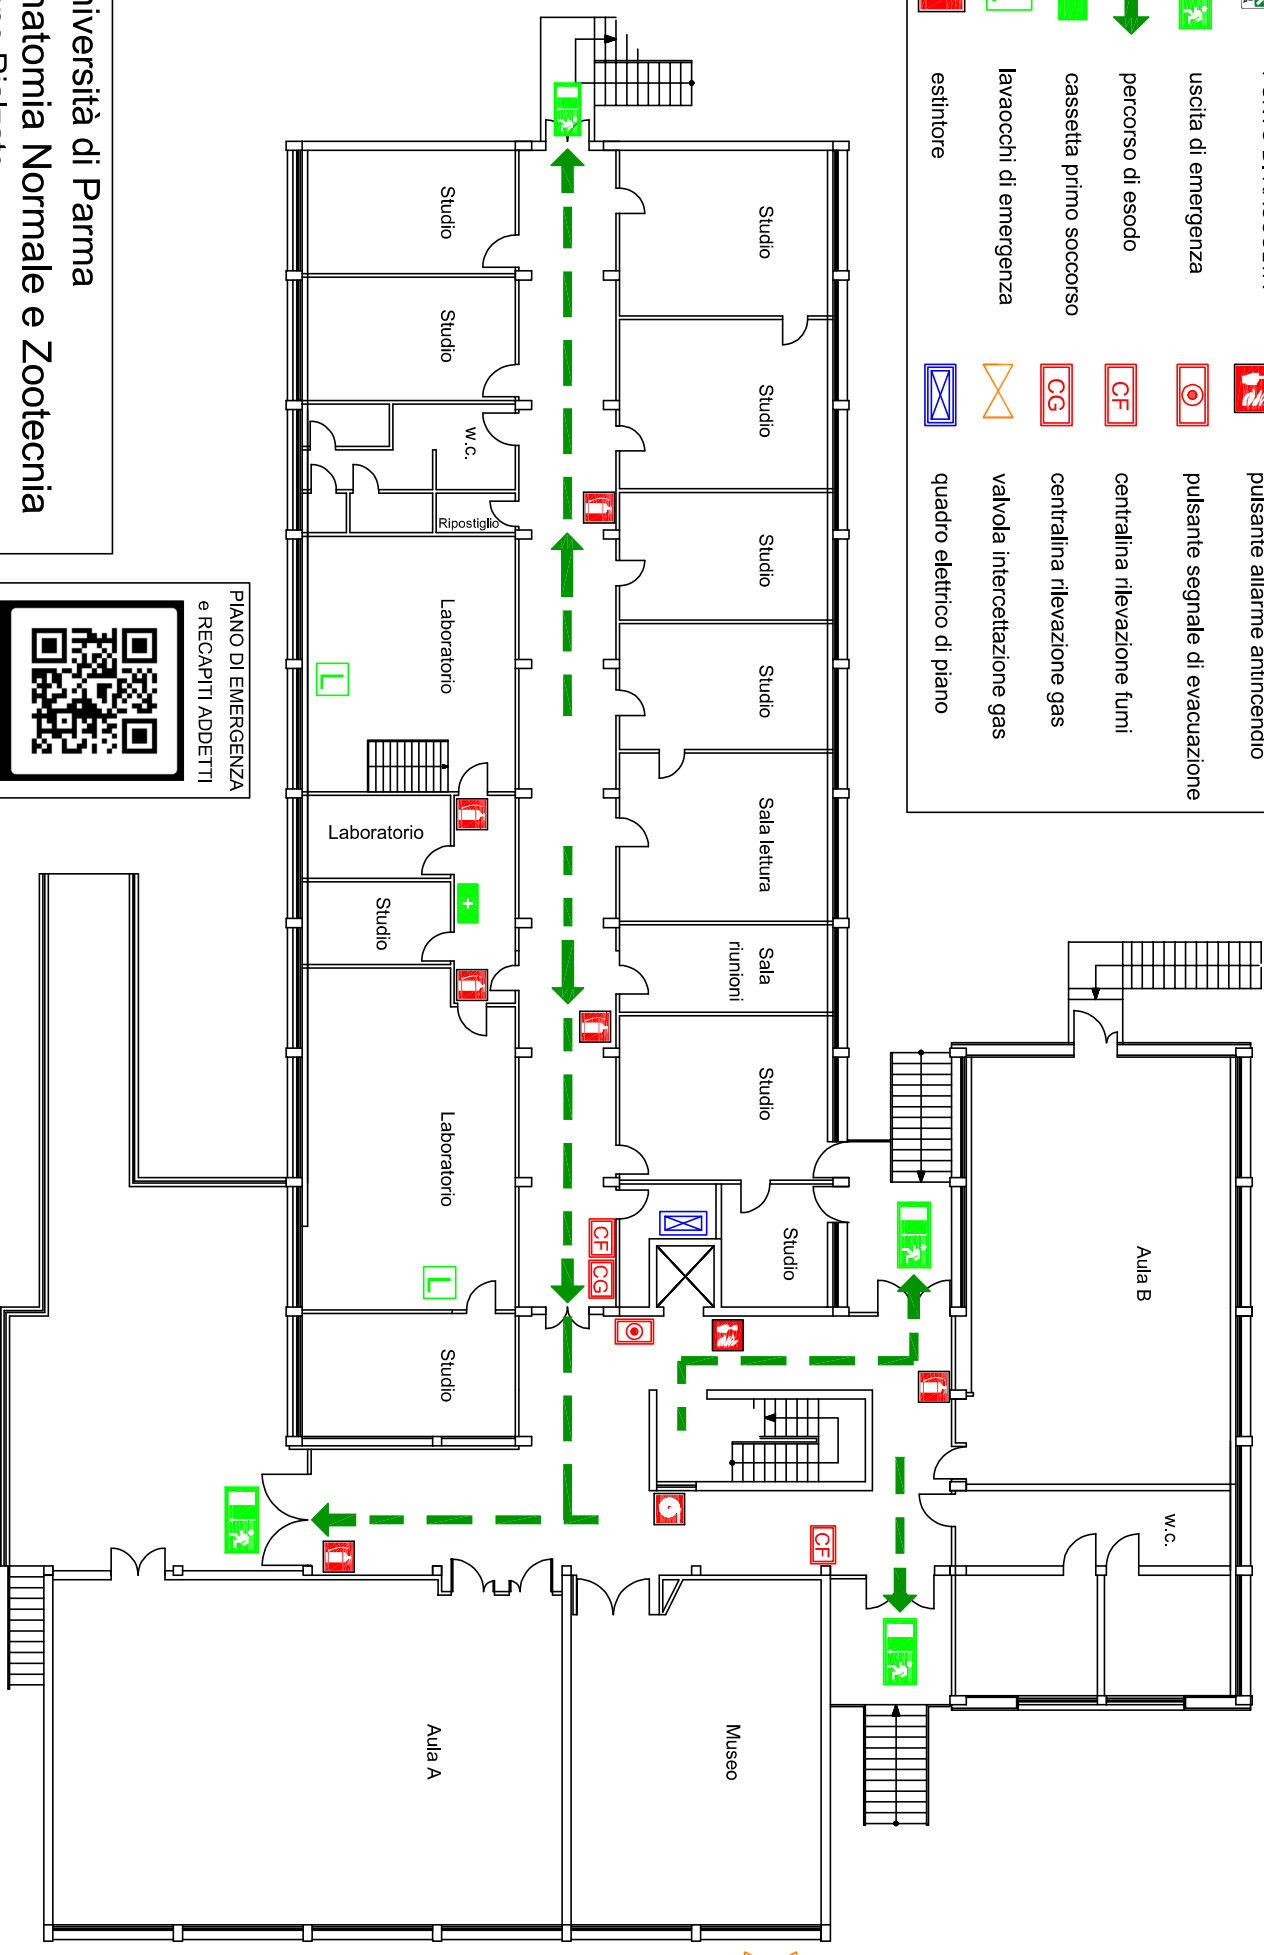 uscita di emergenza
percorso di esodo
cassetta primo soccorso
lavaocchi di emergenza
estintore
pulsante allarme antincendio
pulsante segnale di evacuazione
CF
centralina rilevazione fumi
CG
centralina rilevazione gas
valvola intercettazione gas
quadro elettrico di piano
Studio
Studio
Studio
Studio
Sala lettura
Sala
riunioni
Studio
Studio
Aula B
w.c.
CF
CG
CF
Studio
Studio
w.c.
Ripostiglio
Laboratorio
L
Laboratorio
Studio
Laboratorio
L
Studio
Museo
Aula A
di Parma
Normale e Zootecnia
PIANO DI EMERGENZA
e RECAPITI ADDETTI